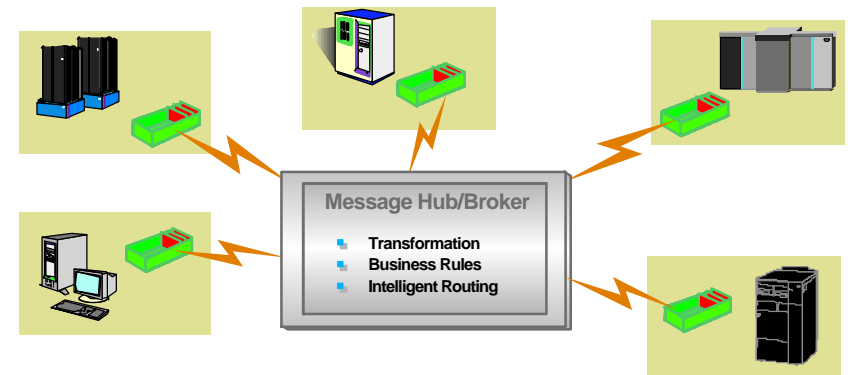 Message Hub/Broker
Transformation
Business Rules
Intelligent Routing